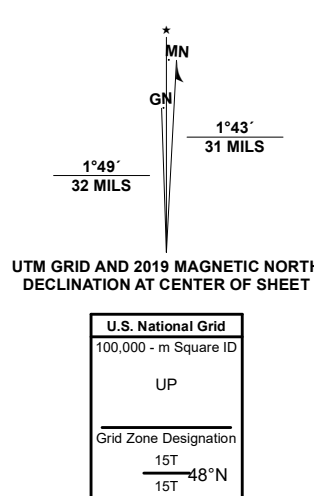 ★
MN
GN
1°43´
31 MILS
1°49´
32 MILS
UTM GRID AND 2019 MAGNETIC NORTH
DECLINATION AT CENTER OF SHEET
U.S. National Grid
100,000 - m Square ID
UP
Grid Zone Designation
15T
48°N
15T